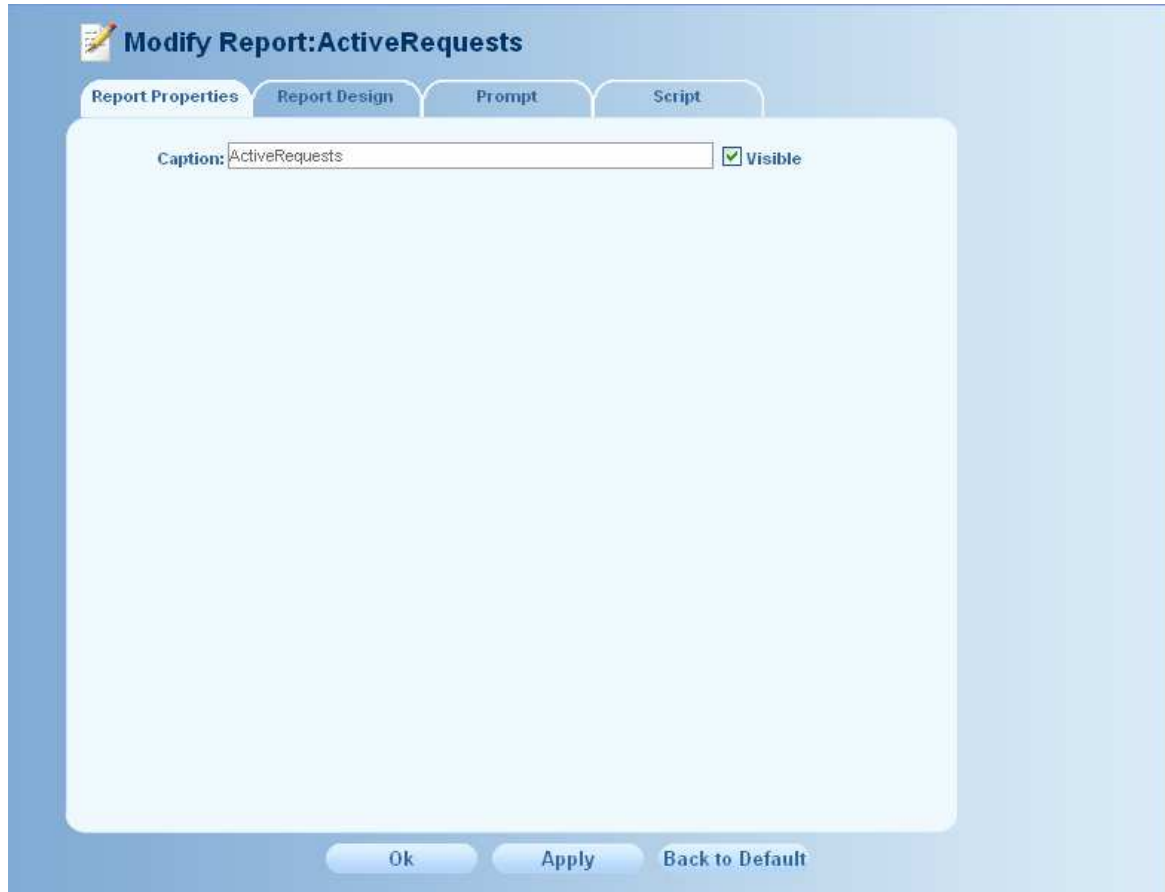 Modify Report:ActiveRequests
Report Properties Report Design Prompt Script
Caption: ActiveRequests Visible
Ok Apply Back to Default